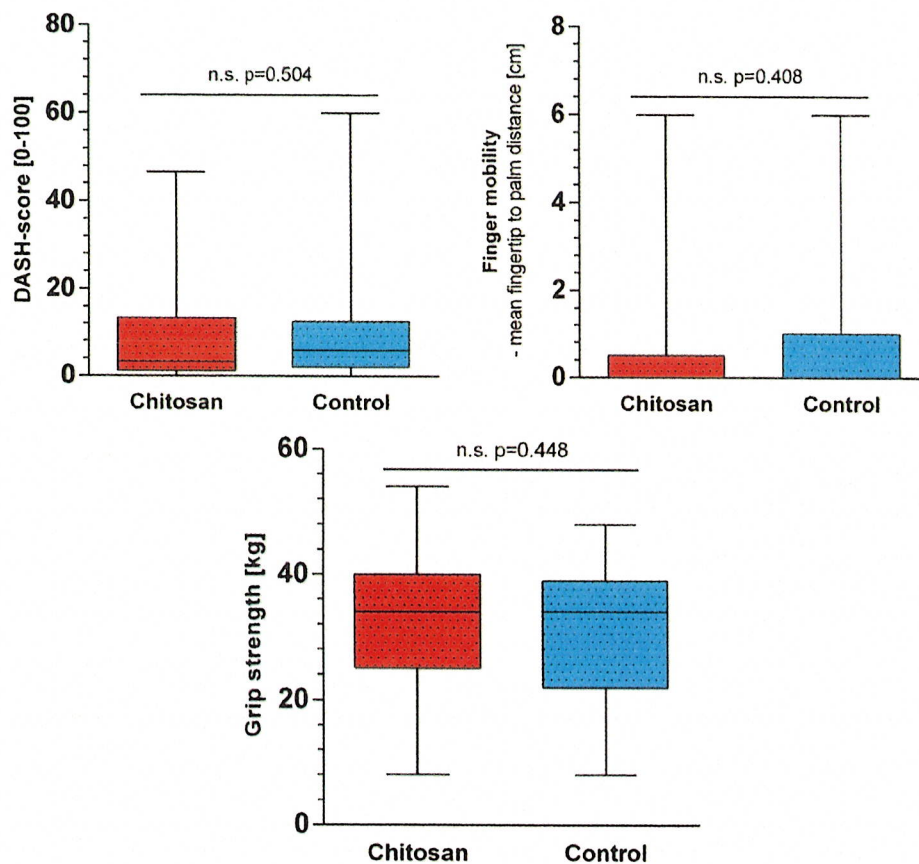 DASH-score [0-100]
80
60
40
20
0
n.s. p=0.504
Chitosan
Control
Finger mobility
- mean fingertip to palm distance [cm]
8
6
4
2
0
n.s. p=0.408
Chitosan
Control
Grip strength [kg]
60
40
20
0
n.s. p=0.448
Chitosan
Control